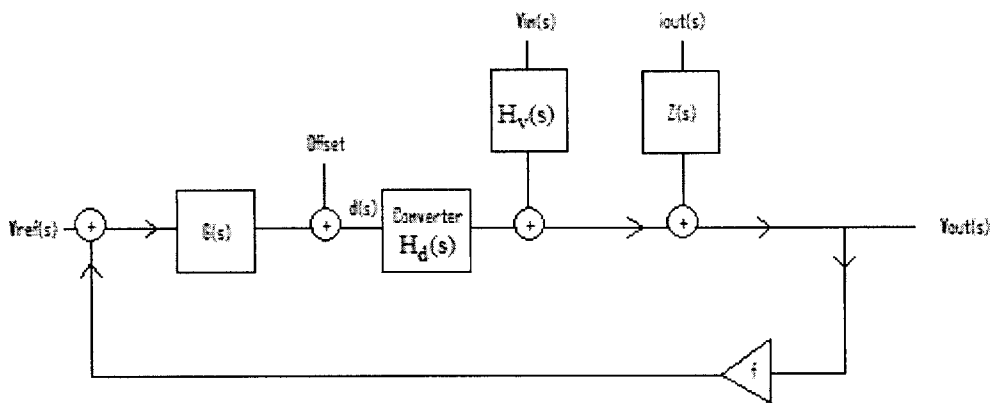 Vin(s)
iout(s)
Hv(s)
Z(s)
Offset
d(s)
Converter
Hd(s)
Vref(s)
+
G(s)
+
+
+
Vout(s)
f